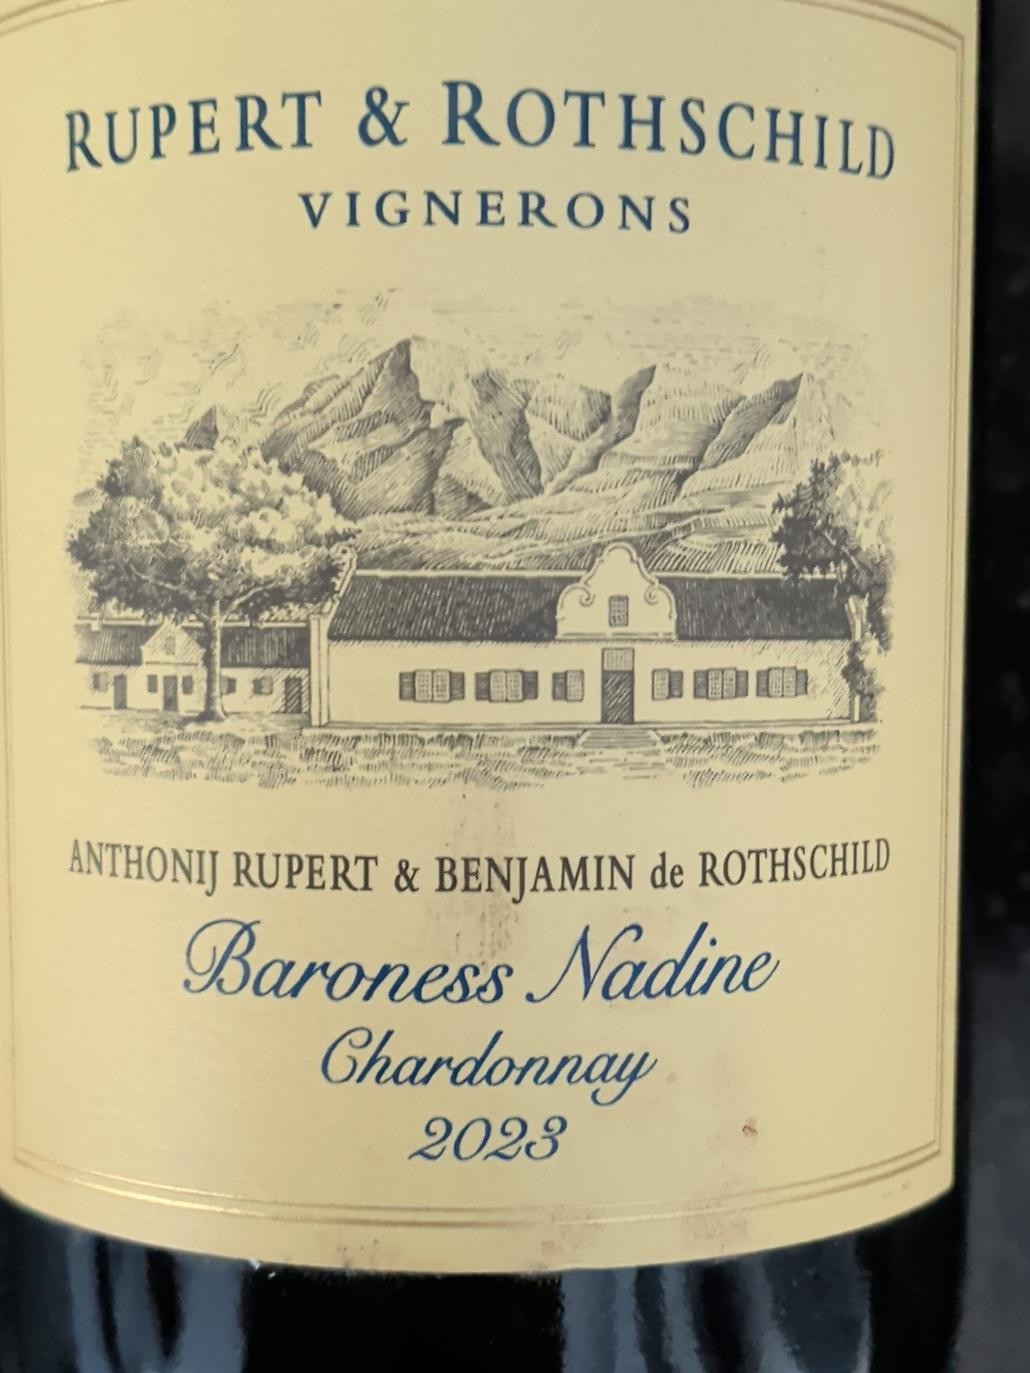 RUPERT & ROTHSCHILD
VIGNERONS
ANTHONIJ RUPERT & BENJAMIN de ROTHSCHILD
Baroness Nadine
Chardonnay
2023